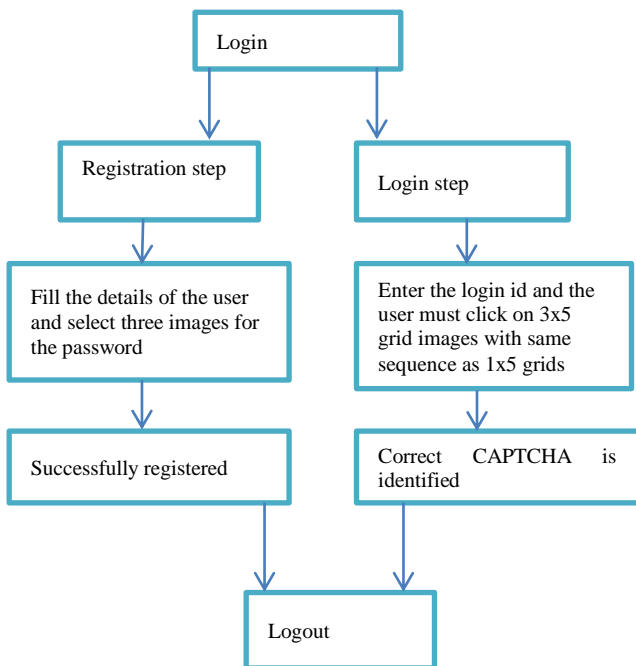 Login
Registration step
Login step
Fill the details of the user
and select three images for
the password
Enter the login id and the
user must click on 3x5
grid images with same
sequence as 1x5 grids
Successfully registered
Correct CAPTCHA is
identified
Logout